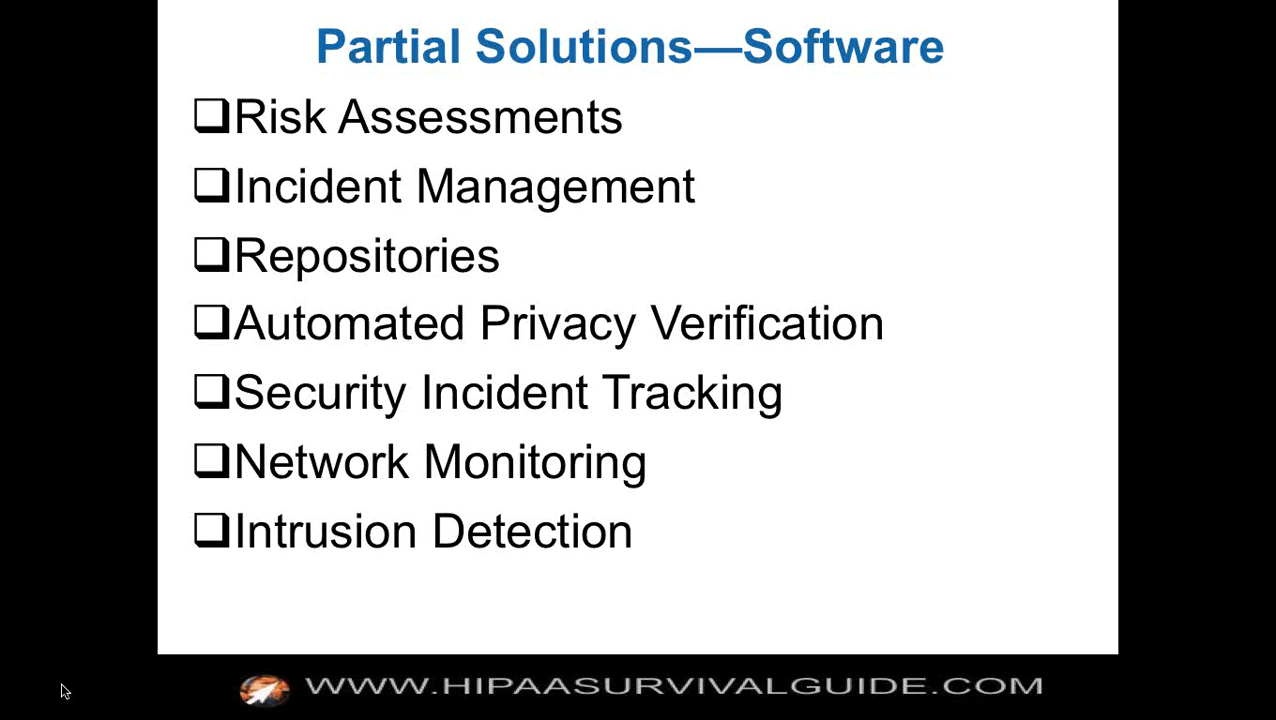 Partial Solutions—Software
❑Risk Assessments
❑Incident Management
❑Repositories
❑Automated Privacy Verification
❑Security Incident Tracking
❑Network Monitoring
❑Intrusion Detection
WWW.HIPAASURVIVALGUIDE.COM